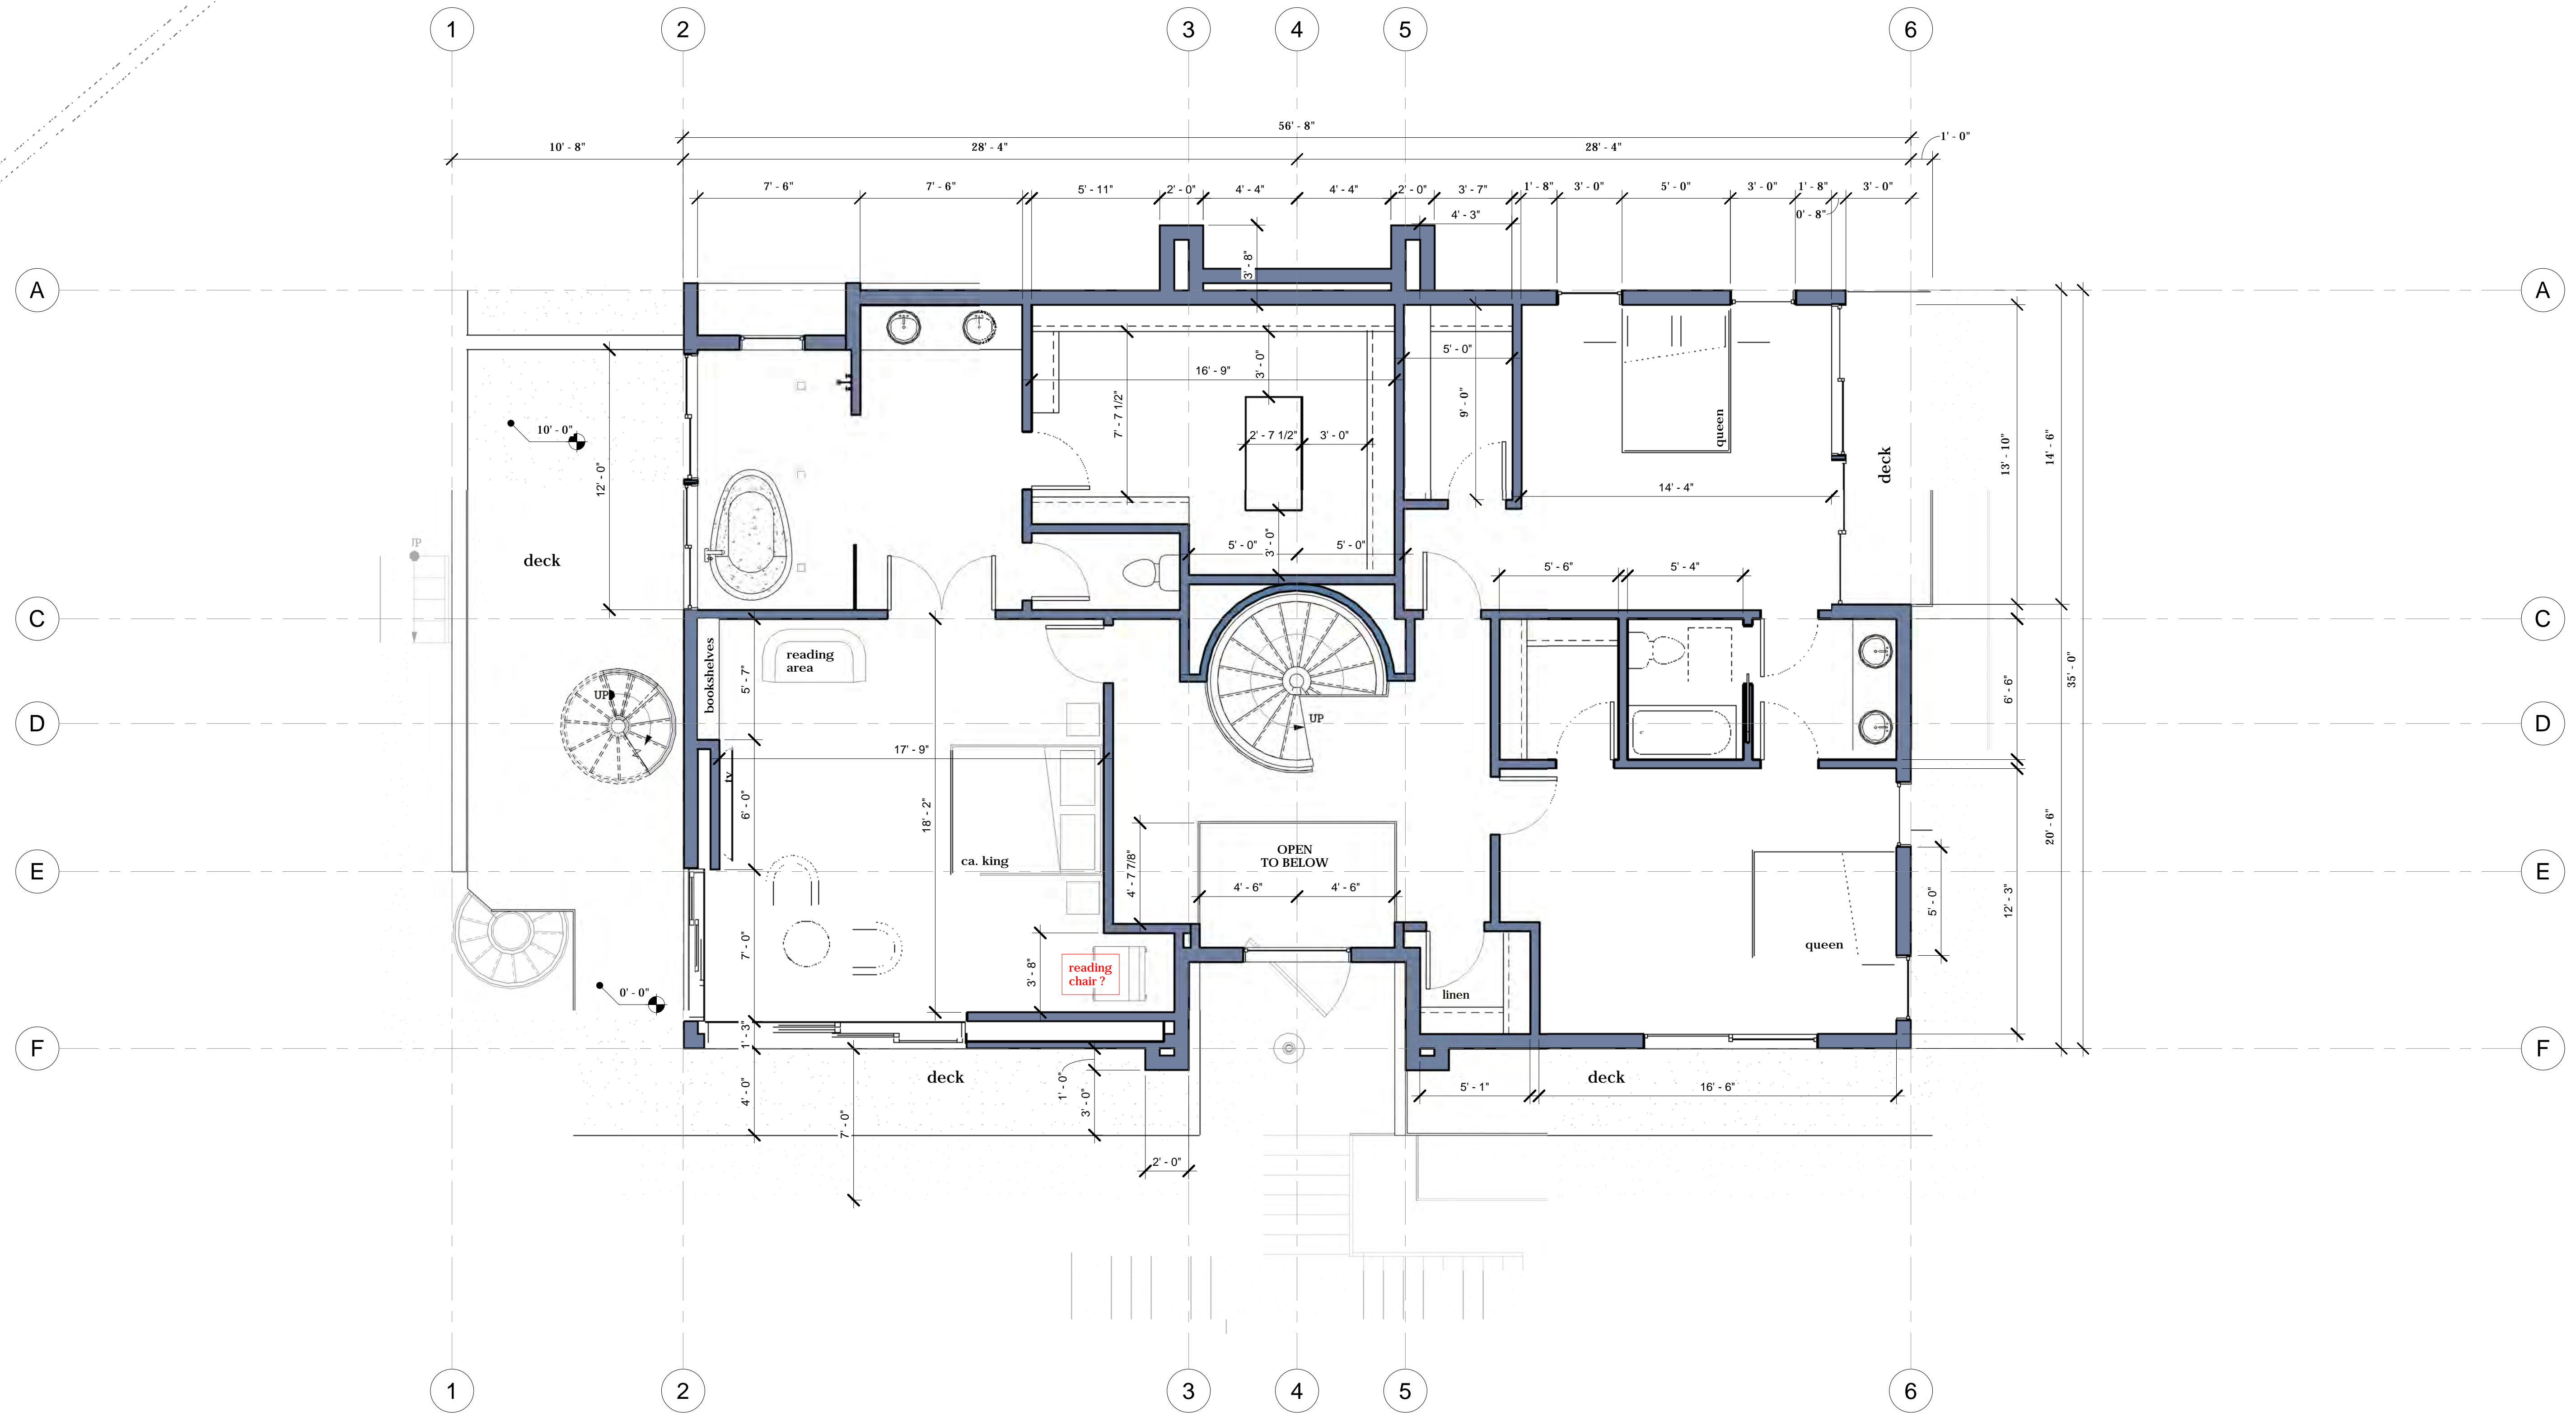 1 2 3 4 5 6
56' - 8"
1' - 0"
10' - 8" 28' - 4" 28' - 4"
7' - 6" 7' - 6" 5' - 11" 2' - 0" 4' - 4" 4' - 4" 2' - 0" 3' - 7" 1' - 8" 3' - 0" 5' - 0" 3' - 0" 1' - 8" 3' - 0"
4' - 3" 0' - 8"
3' - 8"
A A
5' - 0"
3' - 0"
16' - 9"
7' - 7 1/2"
9' - 0"
queen
10' - 0"
2' - 7 1/2" 3' - 0"
12' - 0"
deck
13' - 10"
14' - 6"
14' - 4"
UP
5' - 0" 3' - 0" 5' - 0"
deck
5' - 6" 5' - 4"
C C
reading
area
bookshelves
5' - 7"
35' - 0"
6' - 6"
UP
UP
D D
17' - 9"
tv
6' - 0"
18' - 2"
OPEN
TO BELOW
ca. king
4' - 7 7/8"
20' - 6"
E E
4' - 6" 4' - 6"
5' - 0"
12' - 3"
7' - 0"
queen
3' - 8"
reading
chair ?
0' - 0"
linen
1' - 3"
F F
deck
deck
4' - 0"
1' - 0"
3' - 0"
5' - 1" 16' - 6"
7' - 0"
2' - 0"
1 2 3 4 5 6